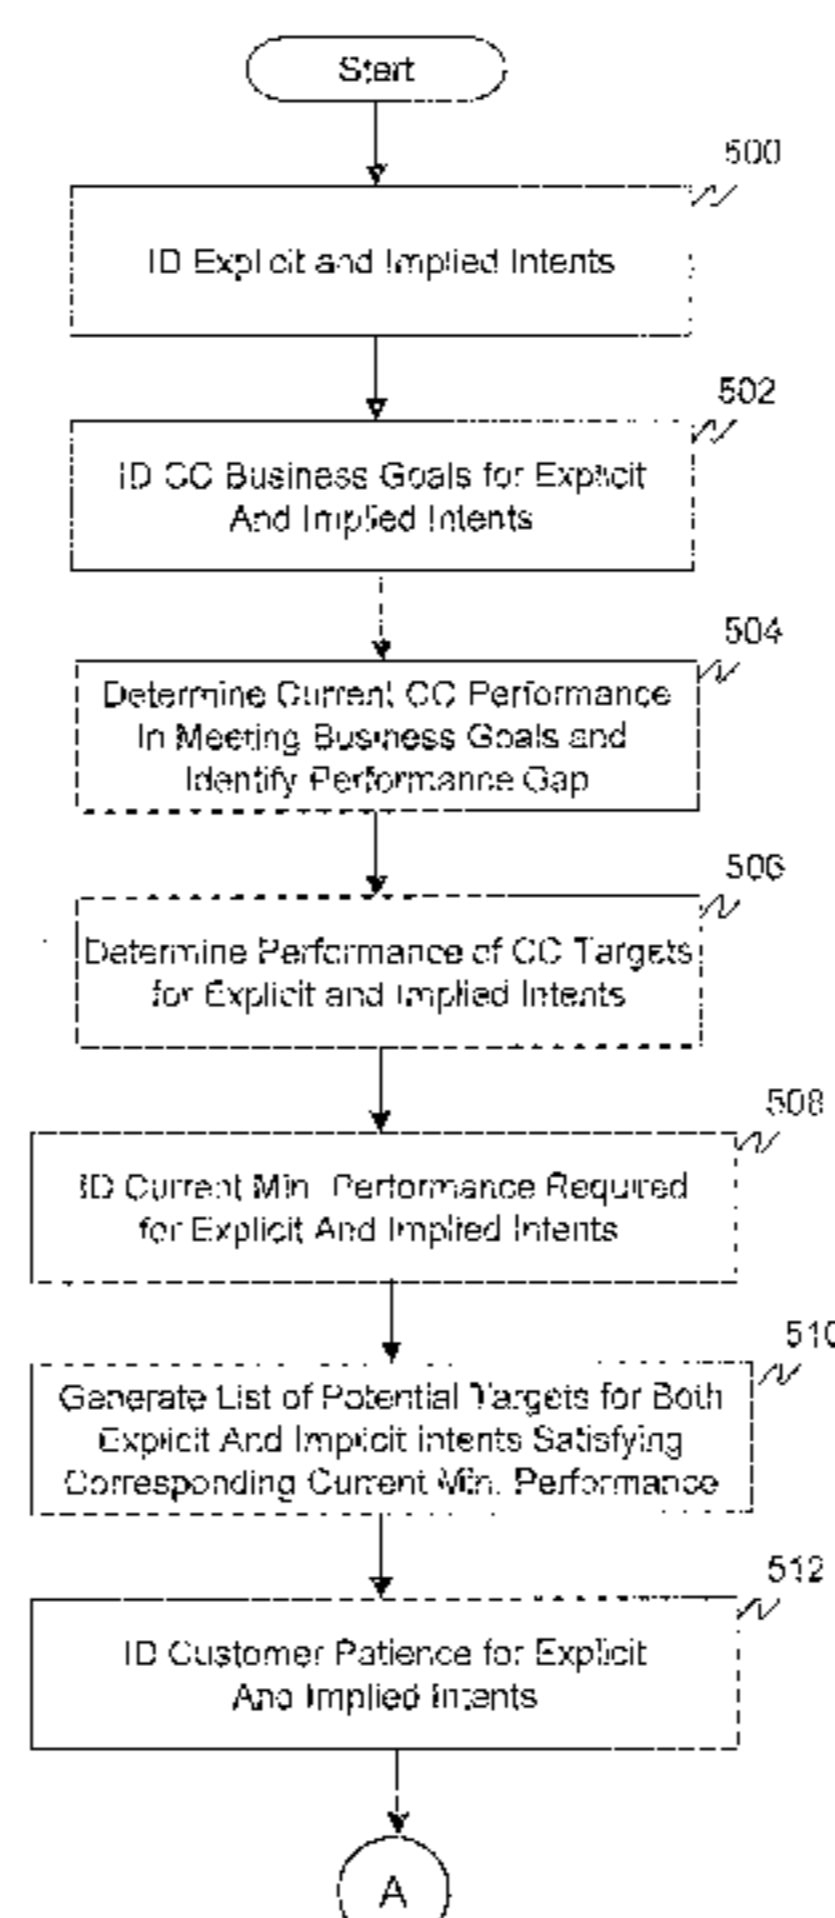 Start
500
ID Explicit and Implied Intents
502
ID CC Business Goals for Explicit
And Implied Intents
504
Determine Current CC Performance
In Meeting Business Goals and
Identify Performance Gap
506
Determine Performance of CC Targets
for Explicit and Implied Intents
508
ID Current Min. Performance Required
for Explicit And Implied Intents
510
Generate List of Potential Targets for Both
Explicit And Implicit intents Satisfying
Corresponding Current Min. Performance
512
ID Customer Patience for Explicit
And Implied Intents
A